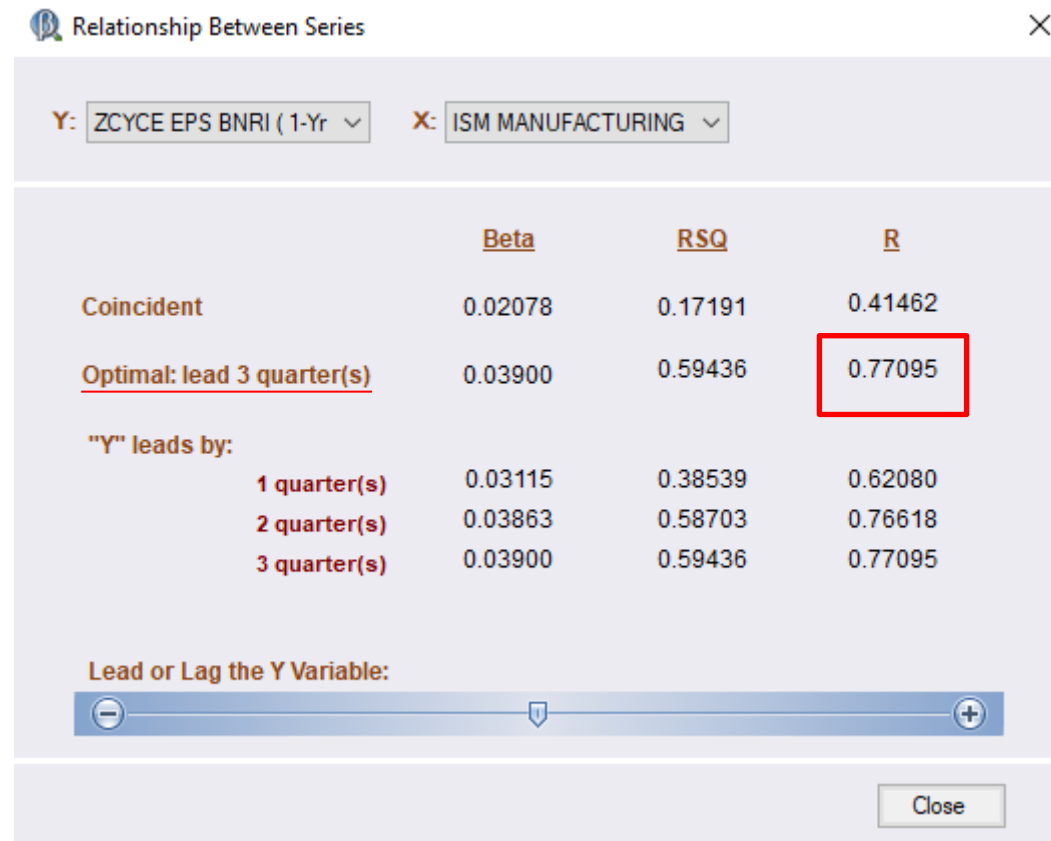 Relationship Between Series
Y: ZCYCE EPS BNRI ( 1-Yr X: ISM MANUFACTURING
Beta RSQ R
Coincident 0.02078 0.17191 0.41462
Optimal: lead 3 quarter(s) 0.03900 0.59436 0.77095
"Y" leads by:
1 quarter(s) 0.03115 0.38539 0.62080
2 quarter(s) 0.03863 0.58703 0.76618
3 quarter(s) 0.03900 0.59436 0.77095
Lead or Lag the Y Variable:
Close